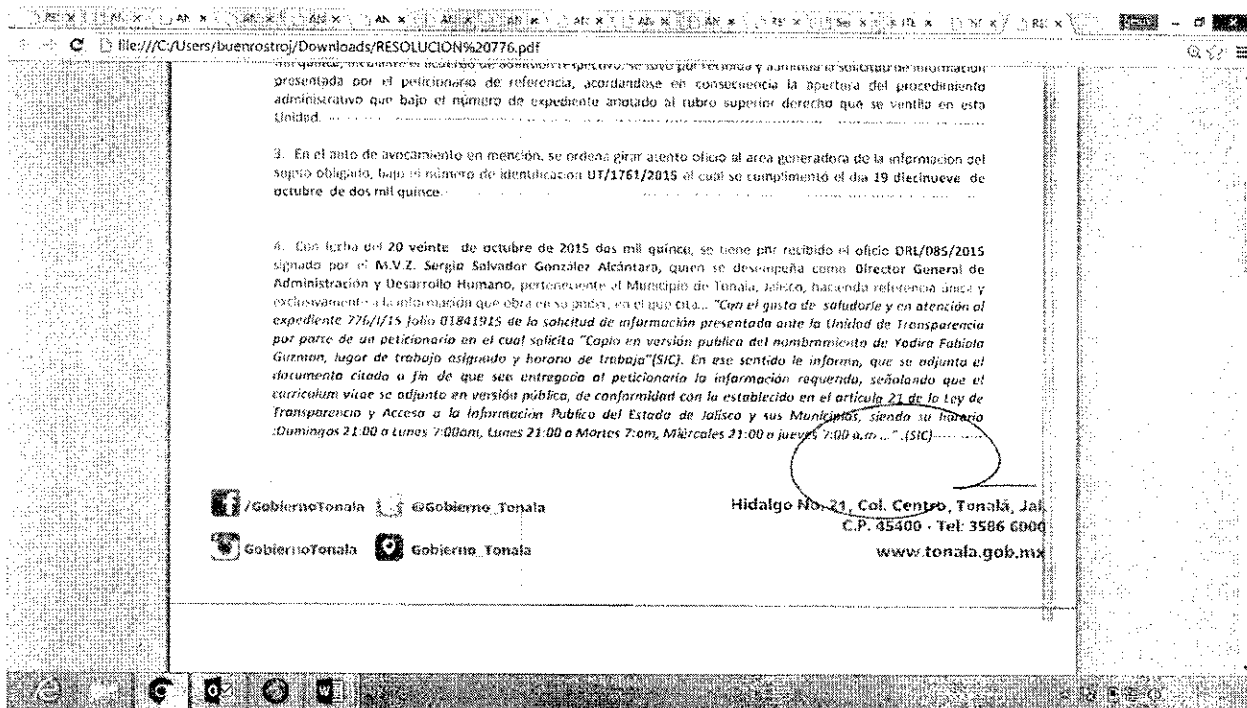 file:///C:/Users/buenrostroj/Downloads/RESOLUCION%20776.pdf
presentada por el peticionario de referencia, acordandose en consecuencia la apertura del procedimiento
administrativo que bajo el número de expediente anotado al rubro superior derecho que se ventila en esta
Unidad.
3. En el auto de avocamiento en mención, se ordena girar atento oficio al area generadora de la información del
sujeto obligado, bajo el número de identificación UT/1761/2015 el cual se cumplimentó el dia 19 diecinueve de
octubre de dos mil quince.
4. Con fecha del 20 veinte de octubre de 2015 dos mil quince, se tiene por recibido el oficio DRL/085/2015
signado por el M.V.Z. Sergio Salvador González Alcántara, quien se desempeña como Director General de
Administración y Desarrollo Humano, perteneciente al Municipio de Tonala, Jalisco, haciendo referencia única y
exclusivamente a la información que obra en su poder, en el que cita... "Con el gusto de saludarle y en atención al
expediente 776/I/15 folio 01841915 de la solicitud de información presentada ante la Unidad de Transparencia
por parte de un peticionario en el cual solicita "Copia en versión publica del nombramiento de Yadira Fabiola
Guzman, lugar de trabajo asignado y horario de trabajo"(SIC). En ese sentido le informo, que se adjunta el
documento citado a fin de que sea entregado al peticionario la información requerida, señalando que el
curriculum vitae se adjunta en versión pública, de conformidad con lo establecido en el articulo 21 de la Ley de
Transparencia y Acceso a la Información Publica del Estado de Jalisco y sus Municipios, siendo su horario
:Domingos 21:00 a Lunes 7:00am, Lunes 21:00 a Martes 7:am, Miércoles 21:00 a jueves 7:00 a.m..." .(SIC)
/GobiernoTonala @Gobierno_Tonala
GobiernoTonala Gobierno_Tonala
Hidalgo No. 21, Col. Centro, Tonalá, Jal.
C.P. 45400 - Tel: 3586 6000
www.tonala.gob.mx